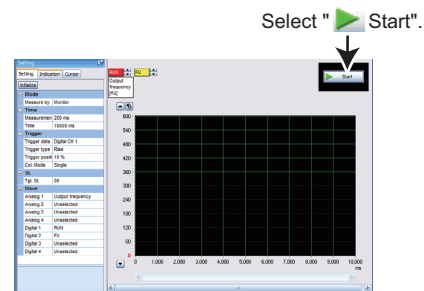 Select " Start".
Setting
Setting Indication Cursor
Initialize
Mode
Measure by Monitor
Time
Measuremen 200 ms
Time 10000 ms
Trigger
Trigger data Digital CH 1
Trigger type Rise
Trigger positi 10 %
Col. Mode Single
St.
Tgt. St. 00
Wave
Analog 1 Output frequency
Analog 2 Unselected
Analog 3 Unselected
Analog 4 Unselected
Digital 1 RUN
Digital 2 FU
Digital 3 Unselected
Digital 4 Unselected
RUN FU
Output
frequency
[Hz]
Start
600
540
480
420
360
300
240
180
120
60
0
0 1,000 2,000 3,000 4,000 5,000 6,000 7,000 8,000 9,000 10,000
ms